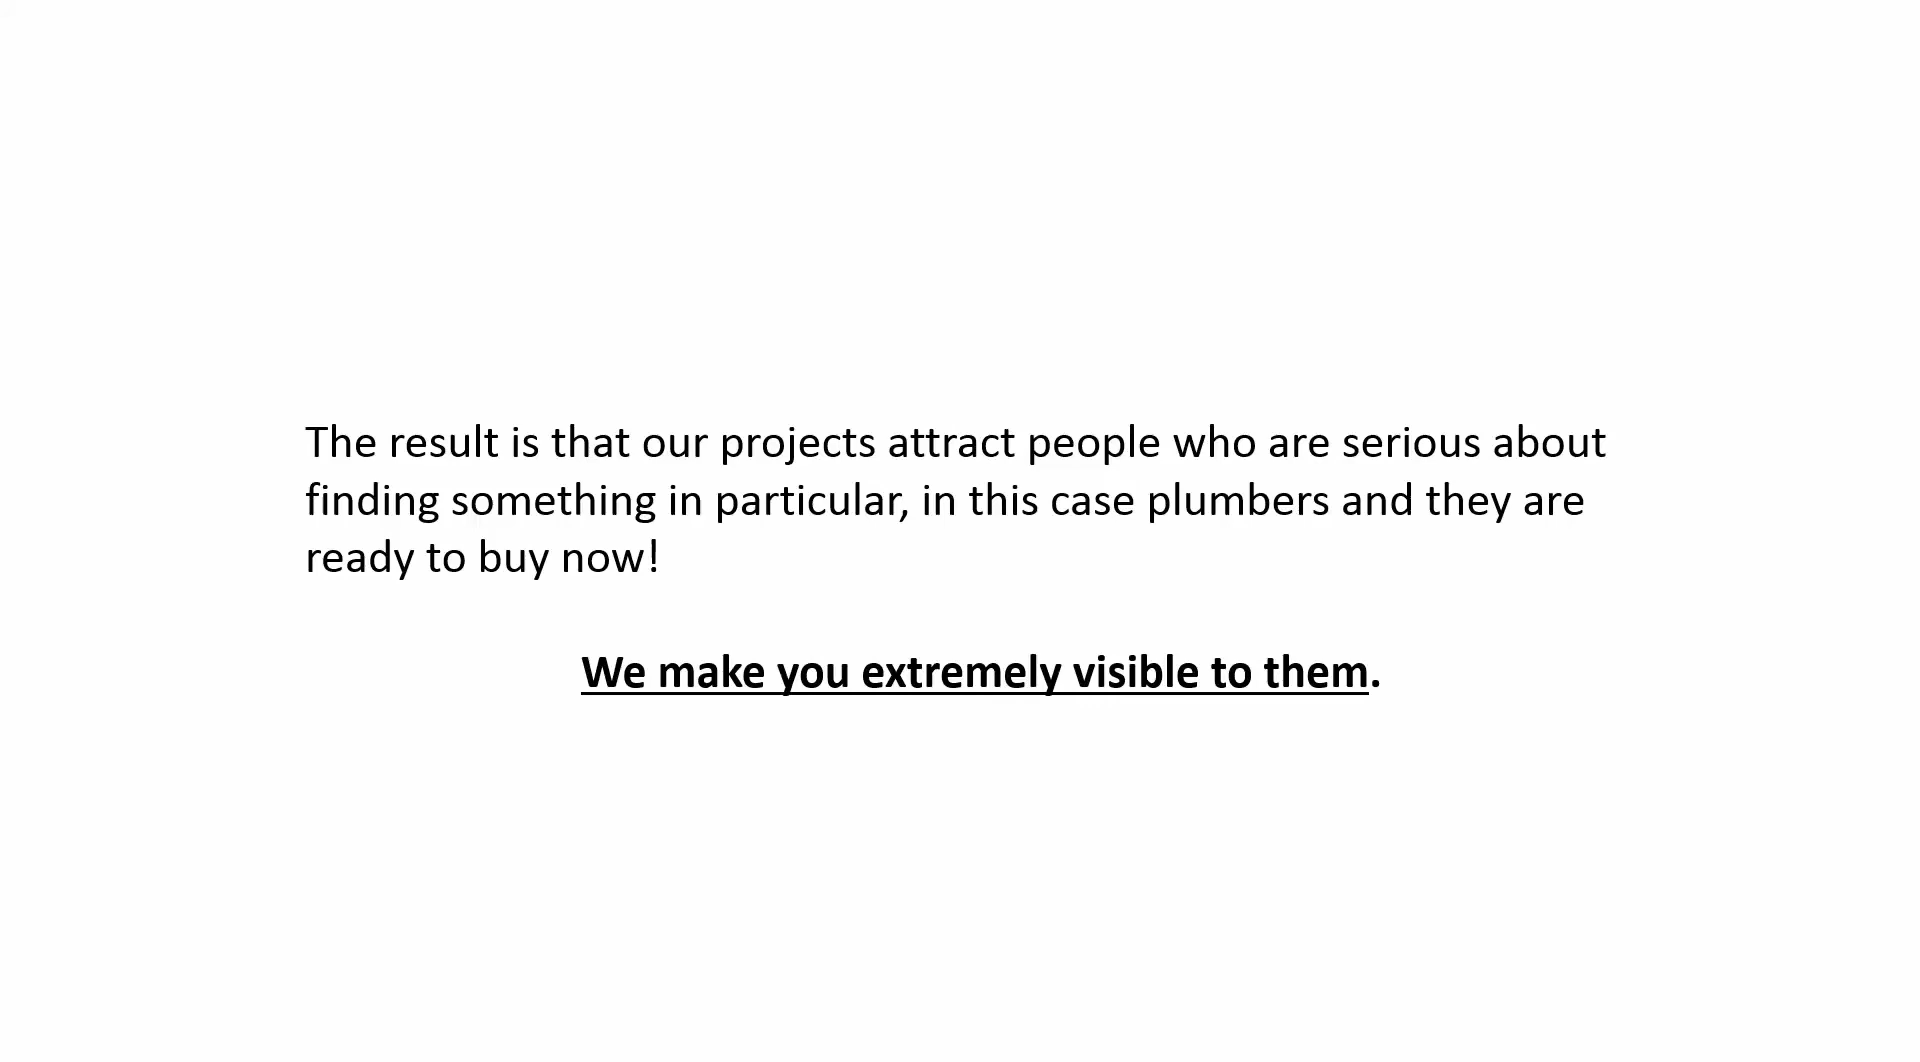 The result is that our projects attract people who are serious about
finding something in particular, in this case plumbers and they are
ready to buy now!
We make you extremely visible to them.